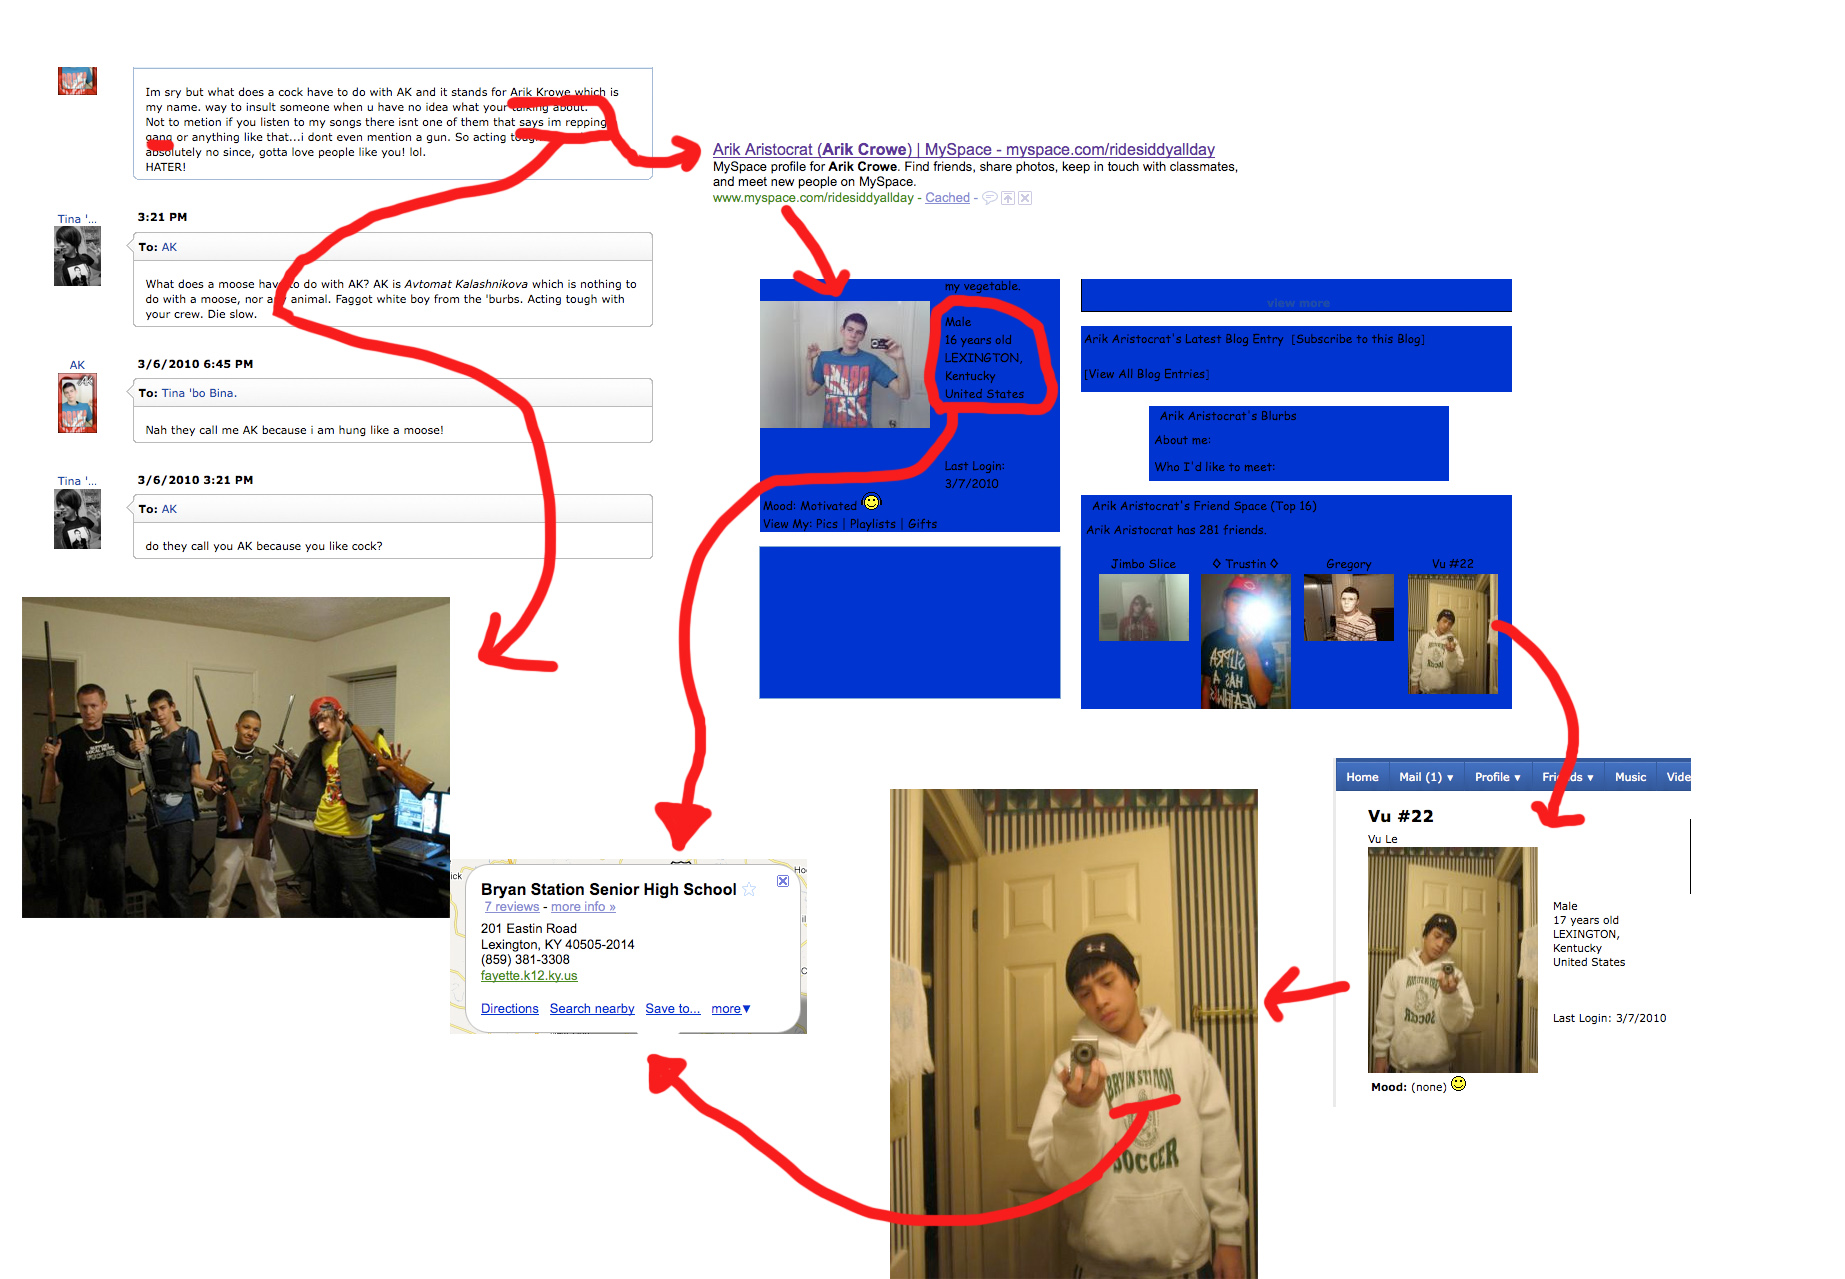 Im sry but what does a cock have to do with AK and it stands for Arik Krowe which is
my name. way to insult someone when u have no idea what your talking about.
Not to metion if you listen to my songs there isnt one of them that says im repping
gang or anything like that...i dont even mention a gun. So acting
absolutely no since, gotta love people like you! lol.
HATER!
Tina '...
3:21 PM
To: AK
What does a moose have to do with AK? AK is Avtomat Kalashnikova which is nothing to
do with a moose, nor any animal. Faggot white boy from the 'burbs. Acting tough with
your crew. Die slow.
AK
3/6/2010 6:45 PM
To: Tina 'bo Bina.
Nah they call me AK because i am hung like a moose!
Tina '...
3/6/2010 3:21 PM
To: AK
do they call you AK because you like cock?
Arik Aristocrat (Arik Crowe) | MySpace - myspace.com/ridesiddyallday
MySpace profile for Arik Crowe. Find friends, share photos, keep in touch with classmates,
and meet new people on MySpace.
www.myspace.com/ridesiddyallday - Cached -
my vegetable.
Male
16 years old
LEXINGTON,
Kentucky
United States
Last Login:
3/7/2010
Mood: Motivated
View My: Pics | Playlists | Gifts
view more
Arik Aristocrat's Latest Blog Entry [Subscribe to this Blog]
[View All Blog Entries]
Arik Aristocrat's Blurbs
About me:
Who I'd like to meet:
Arik Aristocrat's Friend Space (Top 16)
Arik Aristocrat has 281 friends.
Jimbo Slice
◊ Trustin ◊
Gregory
Vu #22
Home
Mail (1) ▾
Profile ▾
Friends ▾
Music
Vide
Vu #22
Vu Le
Male
17 years old
LEXINGTON,
Kentucky
United States
Last Login: 3/7/2010
Mood: (none)
Bryan Station Senior High School
7 reviews - more info »
201 Eastin Road
Lexington, KY 40505-2014
(859) 381-3308
fayette.k12.ky.us
Directions Search nearby Save to... more▼
SOCCER